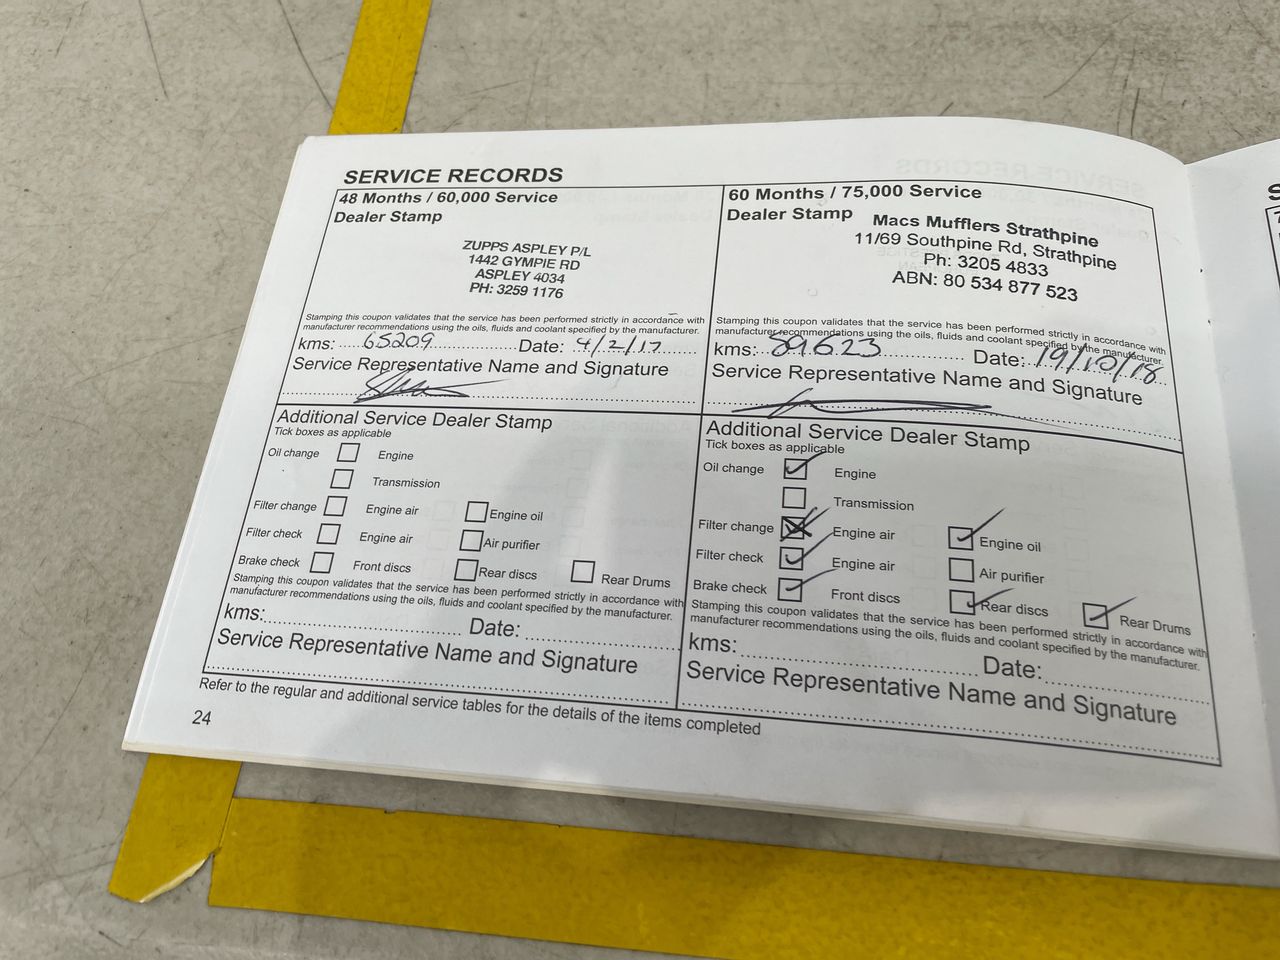 SERVICE RECORDS
48 Months / 60,000 Service
Dealer Stamp
ZUPPS ASPLEY P/L
1442 GYMPIE RD
ASPLEY 4034
PH: 3259 1176
Stamping this coupon validates that the service has been performed strictly in accordance with
manufacturer recommendations using the oils, fluids and coolant specified by the manufacturer.
kms: 65209 Date: 4/2/17
Service Representative Name and Signature
Additional Service Dealer Stamp
Tick boxes as applicable
Oil change Engine
Transmission
Filter change Engine air Engine oil
Filter check Engine air Air purifier
Brake check Front discs Rear discs Rear Drums
Stamping this coupon validates that the service has been performed strictly in accordance with
manufacturer recommendations using the oils, fluids and coolant specified by the manufacturer.
kms: Date:
Service Representative Name and Signature
60 Months / 75,000 Service
Dealer Stamp
Macs Mufflers Strathpine
11/69 Southpine Rd, Strathpine
Ph: 3205 4833
ABN: 80 534 877 523
Stamping this coupon validates that the service has been performed strictly in accordance with
manufacturer recommendations using the oils, fluids and coolant specified by the manufacturer.
kms: 89623 Date: 19/10/18
Service Representative Name and Signature
Additional Service Dealer Stamp
Tick boxes as applicable
Oil change Engine
Transmission
Filter change Engine air Engine oil
Filter check Engine air Air purifier
Brake check Front discs Rear discs Rear Drums
Stamping this coupon validates that the service has been performed strictly in accordance with
manufacturer recommendations using the oils, fluids and coolant specified by the manufacturer.
kms: Date:
Service Representative Name and Signature
Refer to the regular and additional service tables for the details of the items completed
24